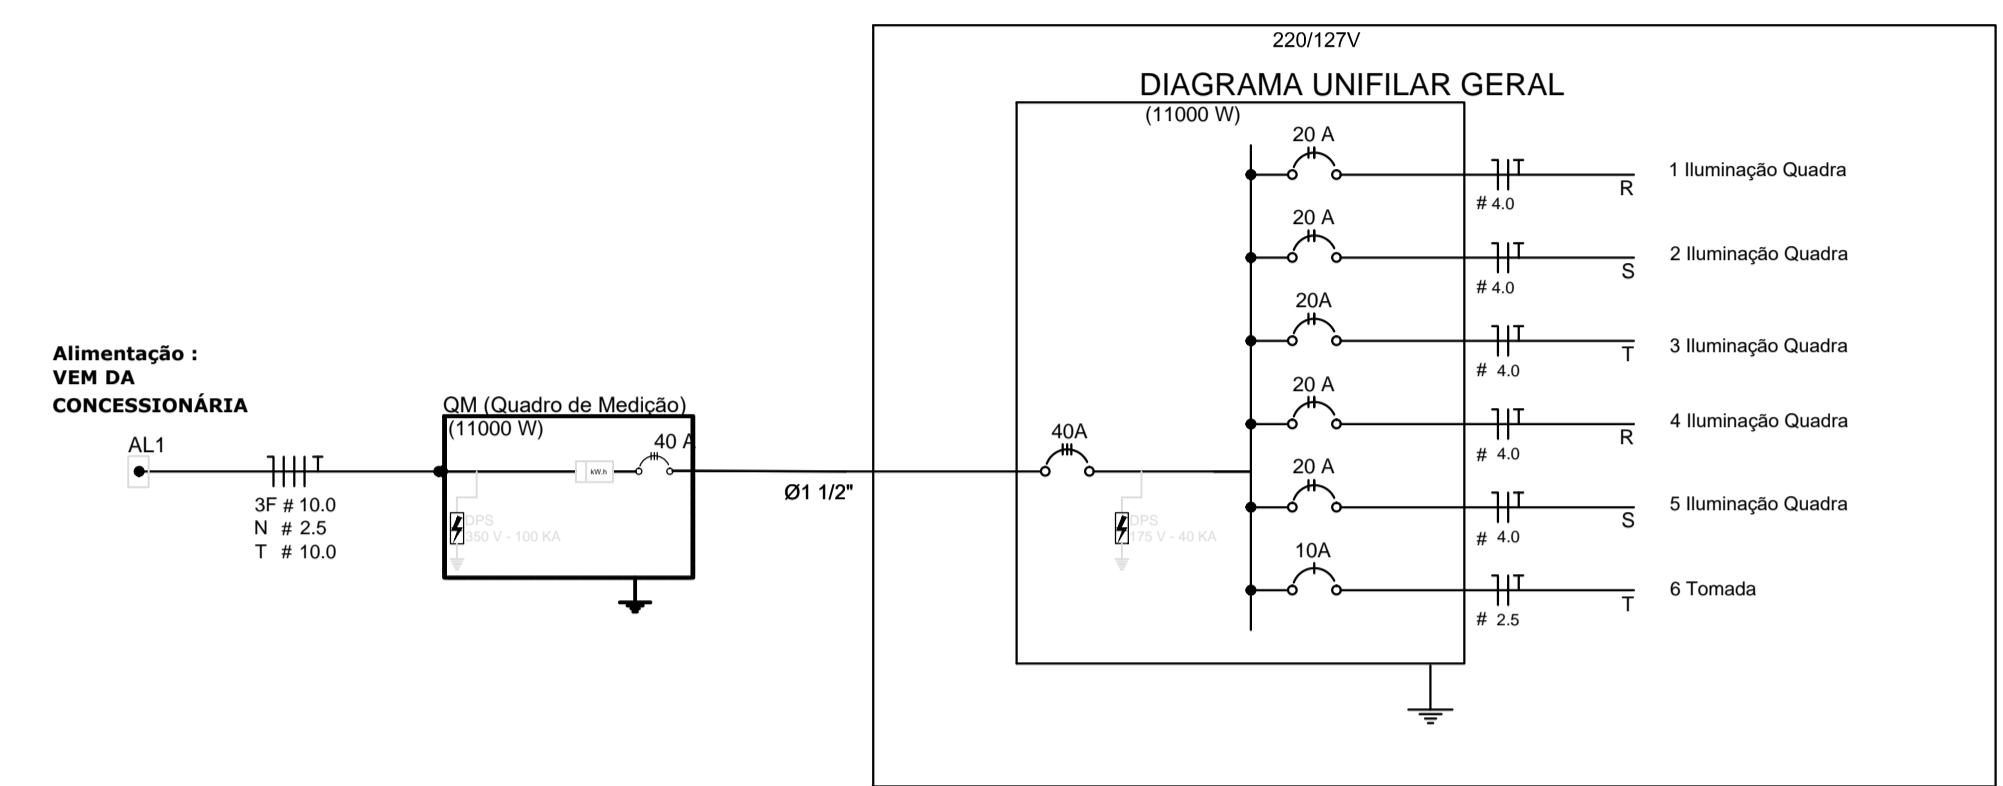 220/127V
DIAGRAMA UNIFILAR GERAL
(11000 W)
20 A
1 Iluminação Quadra
R
# 4.0
20 A
2 Iluminação Quadra
S
# 4.0
20A
3 Iluminação Quadra
T
# 4.0
20 A
4 Iluminação Quadra
R
# 4.0
20 A
5 Iluminação Quadra
S
# 4.0
10A
6 Tomada
T
# 2.5
Alimentação :
VEM DA
CONCESSIONÁRIA
AL1
3F # 10.0
N # 2.5
T # 10.0
QM (Quadro de Medição)
(11000 W)
40 A
kW.h
DPS
350 V - 100 KA
Ø1 1/2"
40A
DPS
175 V - 40 KA